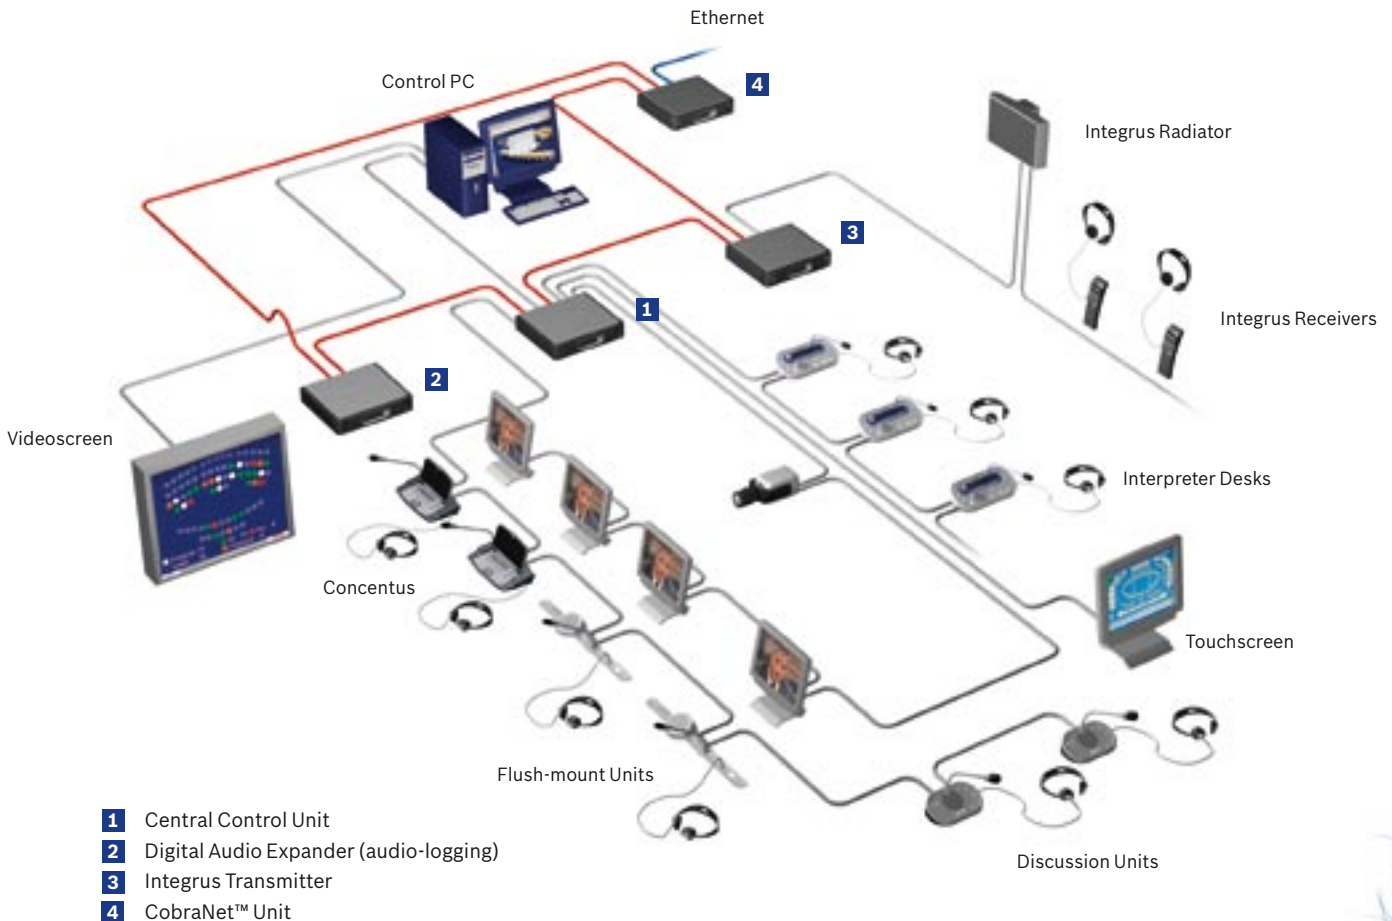 Ethernet
Control PC
4
Integrus Radiator
3
Integrus Receivers
1
2
Videoscreen
Interpreter Desks
Concentus
Touchscreen
Flush-mount Units
Discussion Units
1 Central Control Unit
2 Digital Audio Expander (audio-logging)
3 Integrus Transmitter
4 CobraNet™ Unit